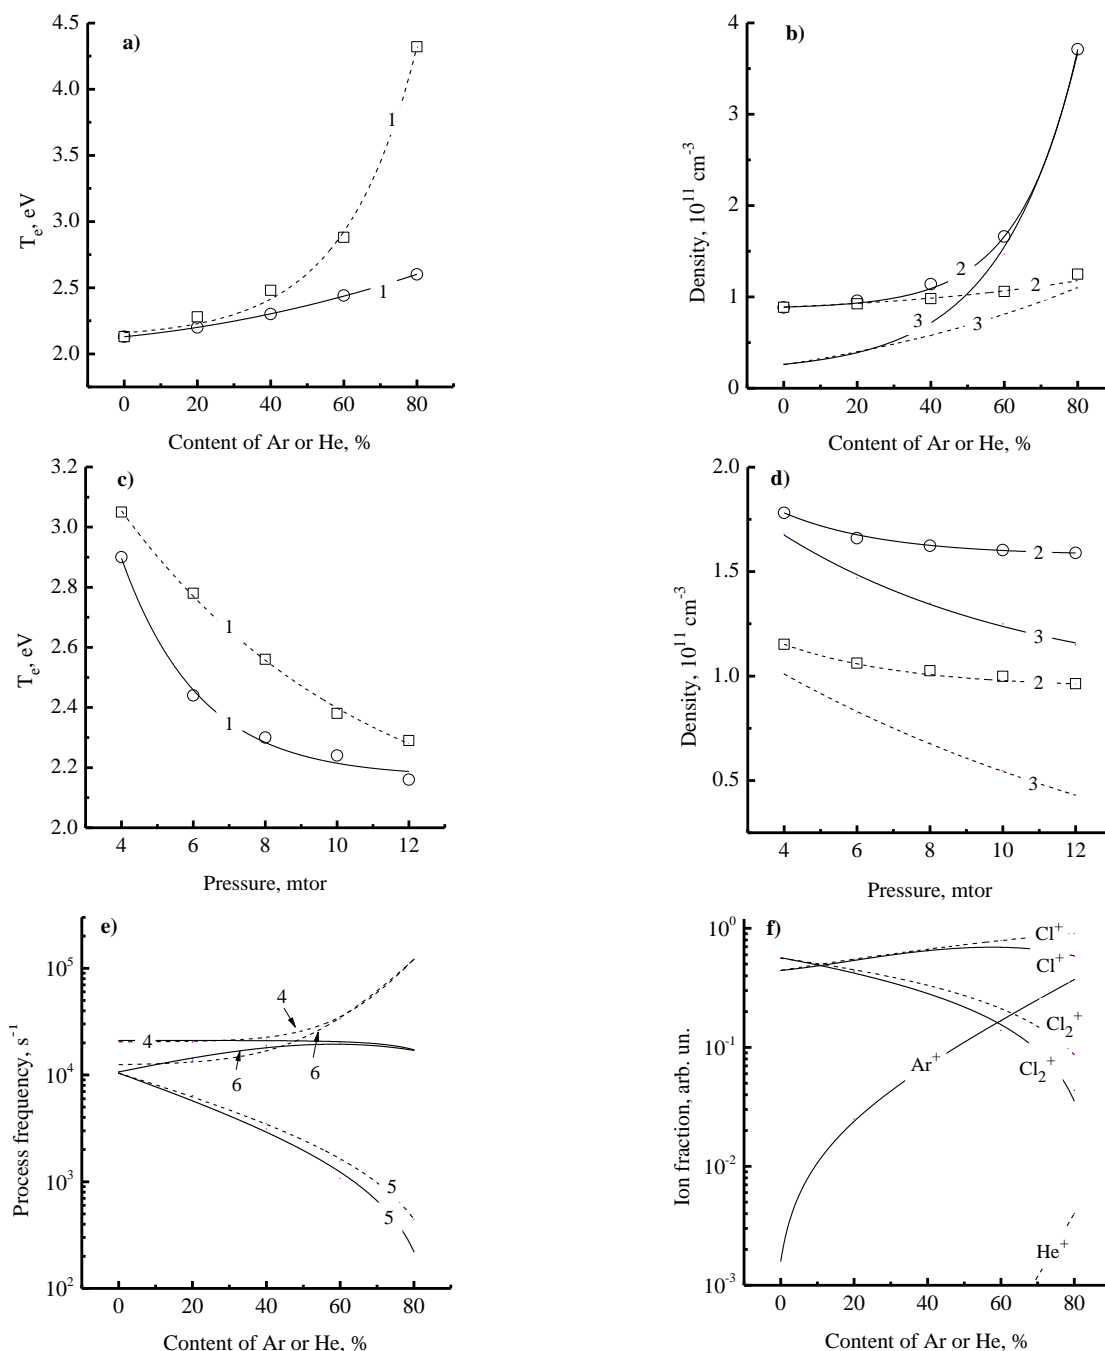 a)
4.5
4.0
3.5
3.0
2.5
2.0
T_e, eV
1
1
0 20 40 60 80
Content of Ar or He, %
b)
4
3
2
1
0
Density, 10^11 cm^-3
2
2
3
3
0 20 40 60 80
Content of Ar or He, %
c)
3.2
3.0
2.8
2.6
2.4
2.2
2.0
T_e, eV
1
1
4 6 8 10 12
Pressure, mtor
d)
2.0
1.5
1.0
0.5
Density, 10^11 cm^-3
2
3
2
3
4 6 8 10 12
Pressure, mtor
e)
10^5
10^4
10^3
10^2
Process frequency, s^-1
4
4
6
6
5
5
0 20 40 60 80
Content of Ar or He, %
f)
10^0
10^-1
10^-2
10^-3
Ion fraction, arb. un.
Cl^+
Cl^+
Cl_2^+
Ar^+
Cl_2^+
He^+
0 20 40 60 80
Content of Ar or He, %